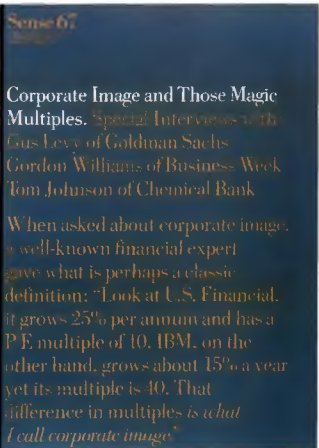 Sense 67
Corporate Image and Those Magic
Multiples. Special Interviews with
Gus Levy of Goldman Sachs
Gordon Williams of Business Week
Tom Johnson of Chemical Bank
When asked about corporate image,
a well-known financial expert
gave what is perhaps a classic
definition: "Look at U.S. Financial.
it grows 25% per annum and has a
P E multiple of 10. IBM, on the
other hand, grows about 15% a year
yet its multiple is 40. That
difference in multiples is what
I call corporate image"